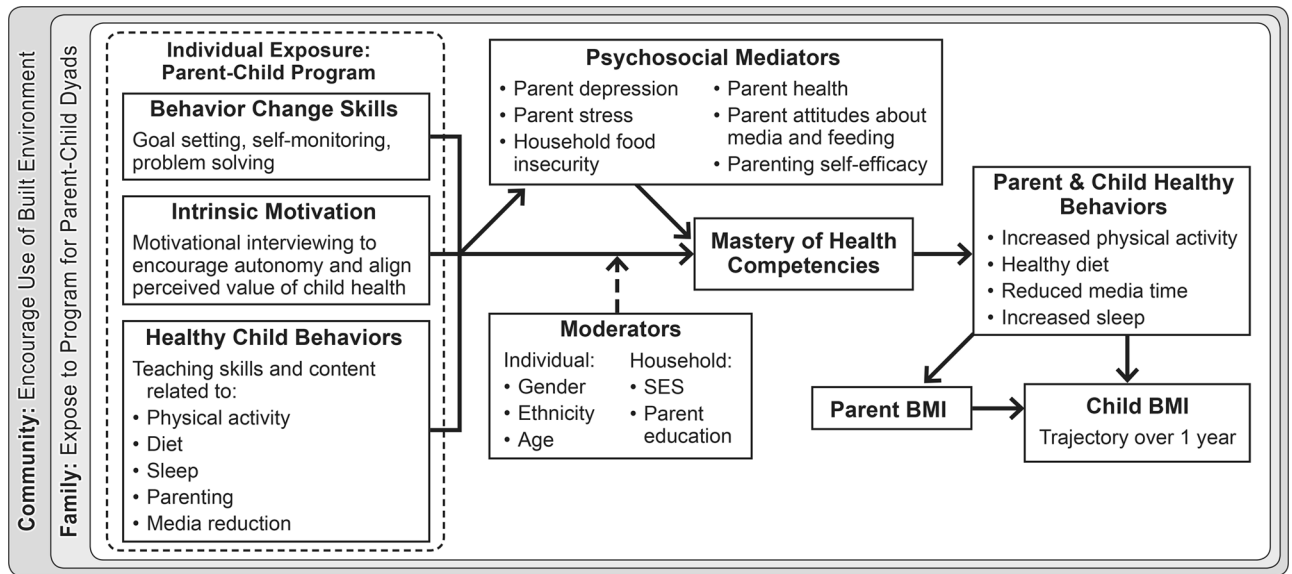 Community: Encourage Use of Built Environment
Family: Expose to Program for Parent-Child Dyads
Individual Exposure:
Parent-Child Program
Behavior Change Skills
Goal setting, self-monitoring,
problem solving
Intrinsic Motivation
Motivational interviewing to
encourage autonomy and align
perceived value of child health
Healthy Child Behaviors
Teaching skills and content
related to:
• Physical activity
• Diet
• Sleep
• Parenting
• Media reduction
Psychosocial Mediators
• Parent depression
• Parent stress
• Household food
insecurity
• Parent health
• Parent attitudes about
media and feeding
• Parenting self-efficacy
Moderators
Individual:
• Gender
• Ethnicity
• Age
Household:
• SES
• Parent
education
Mastery of Health
Competencies
Parent & Child Healthy
Behaviors
• Increased physical activity
• Healthy diet
• Reduced media time
• Increased sleep
Parent BMI
Child BMI
Trajectory over 1 year